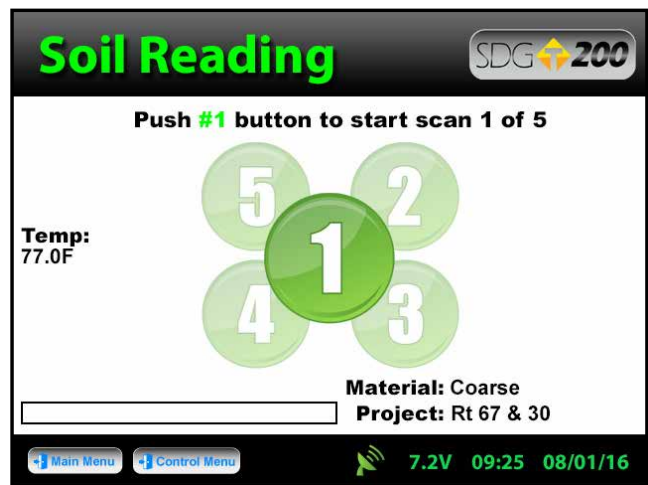 Soil Reading
SDG T 200
Push #1 button to start scan 1 of 5
5 2
1
4 3
Temp:
77.0F
Material: Coarse
Project: Rt 67 & 30
Main Menu Control Menu 7.2V 09:25 08/01/16